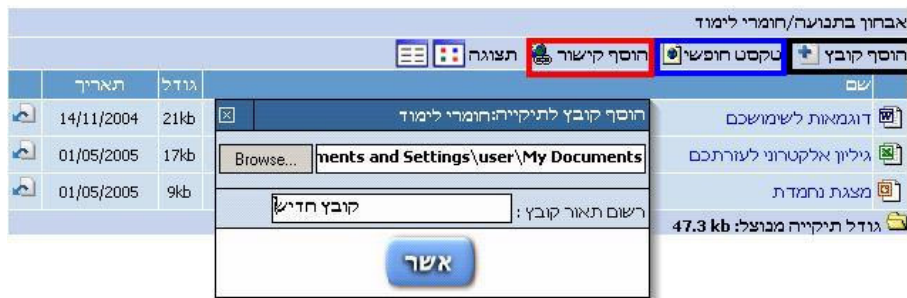 אבחון בתנועה/חומרי לימוד
הוסף קובץ טקסט חופשי הוסף קישור תצוגה
שם גודל תאריך
דוגמאות לשימושכם 21kb 14/11/2004
גיליון אלקטרוני לעזרתכם 17kb 01/05/2005
מצגת נחמדת 9kb 01/05/2005
גודל תיקייה מנוצל: 47.3 kb
הוסף קובץ לתיקייה:חומרי לימוד
ments and Settings\user\My Documents Browse...
רשום תאור קובץ : קובץ חדיש
אשר